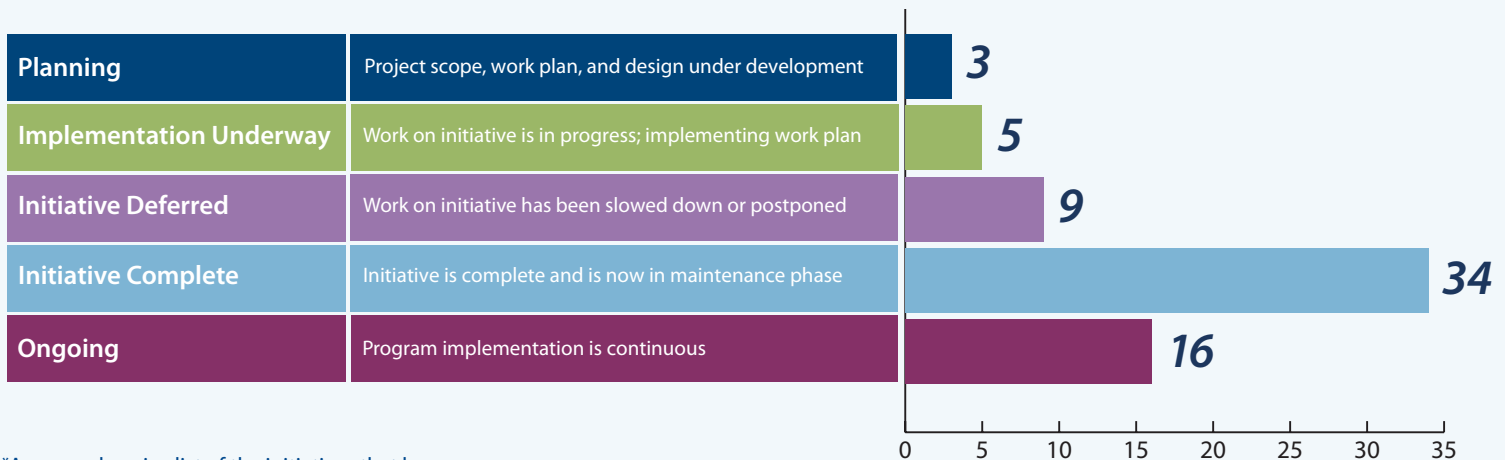 Planning Project scope, work plan, and design under development 3
Implementation Underway Work on initiative is in progress; implementing work plan 5
Initiative Deferred Work on initiative has been slowed down or postponed 9
Initiative Complete Initiative is complete and is now in maintenance phase 34
Ongoing Program implementation is continuous 16
0 5 10 15 20 25 30 35